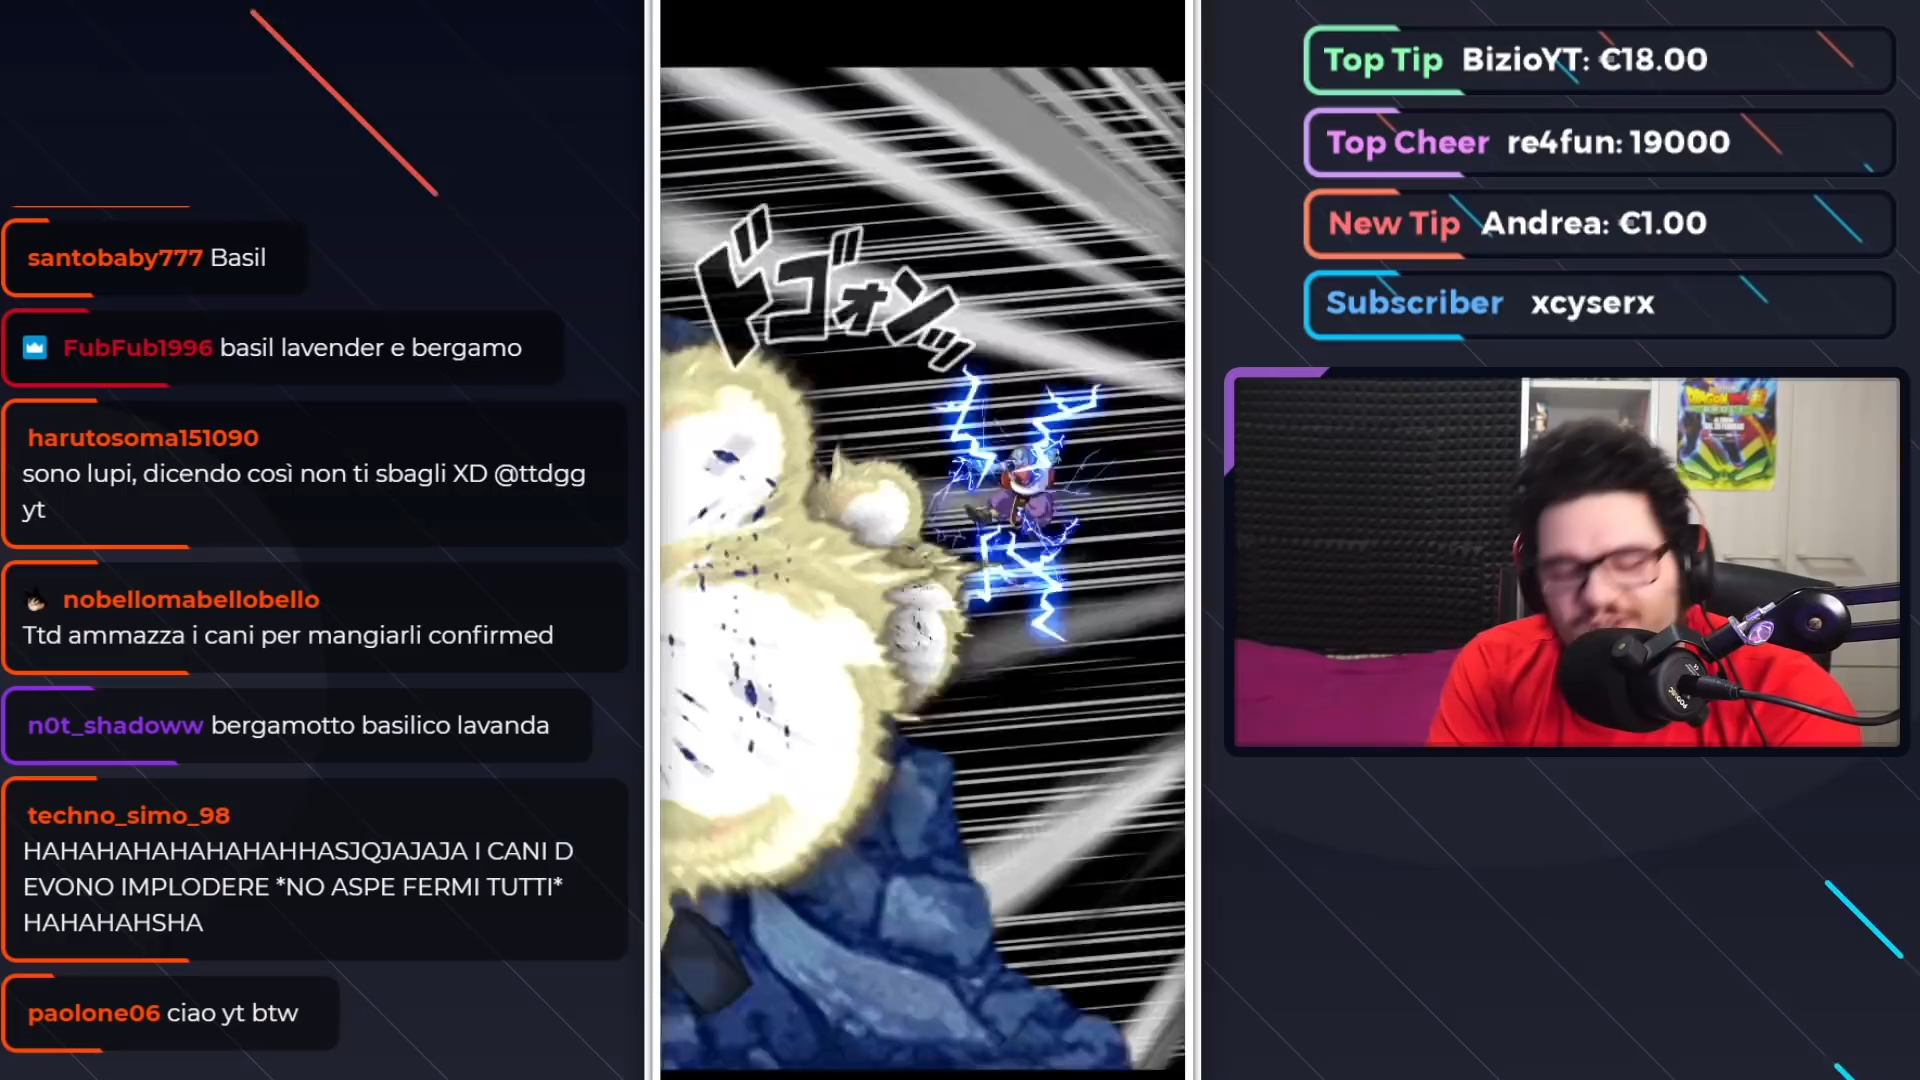 santobaby777 Basil
FubFub1996 basil lavender e bergamo
harutosoma151090
sono lupi, dicendo così non ti sbagli XD @ttdgg
yt
nobellomabellobello
Ttd ammazza i cani per mangiarli confirmed
n0t_shadoww bergamotto basilico lavanda
techno_simo_98
HAHAHAHAHAHAHAHHASJQJAJAJA I CANI D
EVONO IMPLODERE *NO ASPE FERMI TUTTI*
HAHAHAHSHA
paolone06 ciao yt btw
ドゴォンッ
Top Tip BizioYT: €18.00
Top Cheer re4fun: 19000
New Tip Andrea: €1.00
Subscriber xcyserx